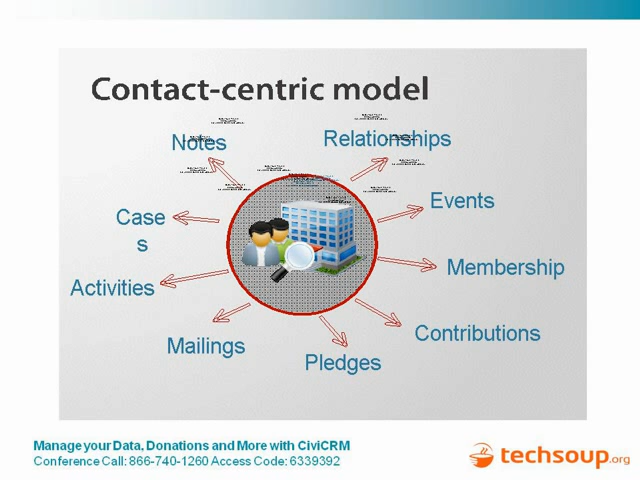 Contact-centric model
Notes
Relationships
Events
Case
s
Membership
Activities
Contributions
Mailings
Pledges
Manage your Data, Donations and More with CiviCRM
Conference Call: 866-740-1260 Access Code: 6339392
techsoup.org